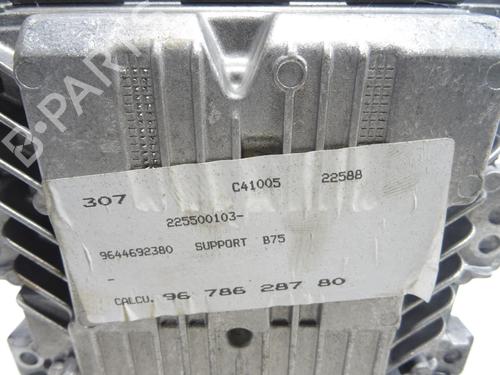 B-PARTS
307 C41005 22588
225500103-
9644692380 SUPPORT B75
-
CALCU. 96 786 287 80